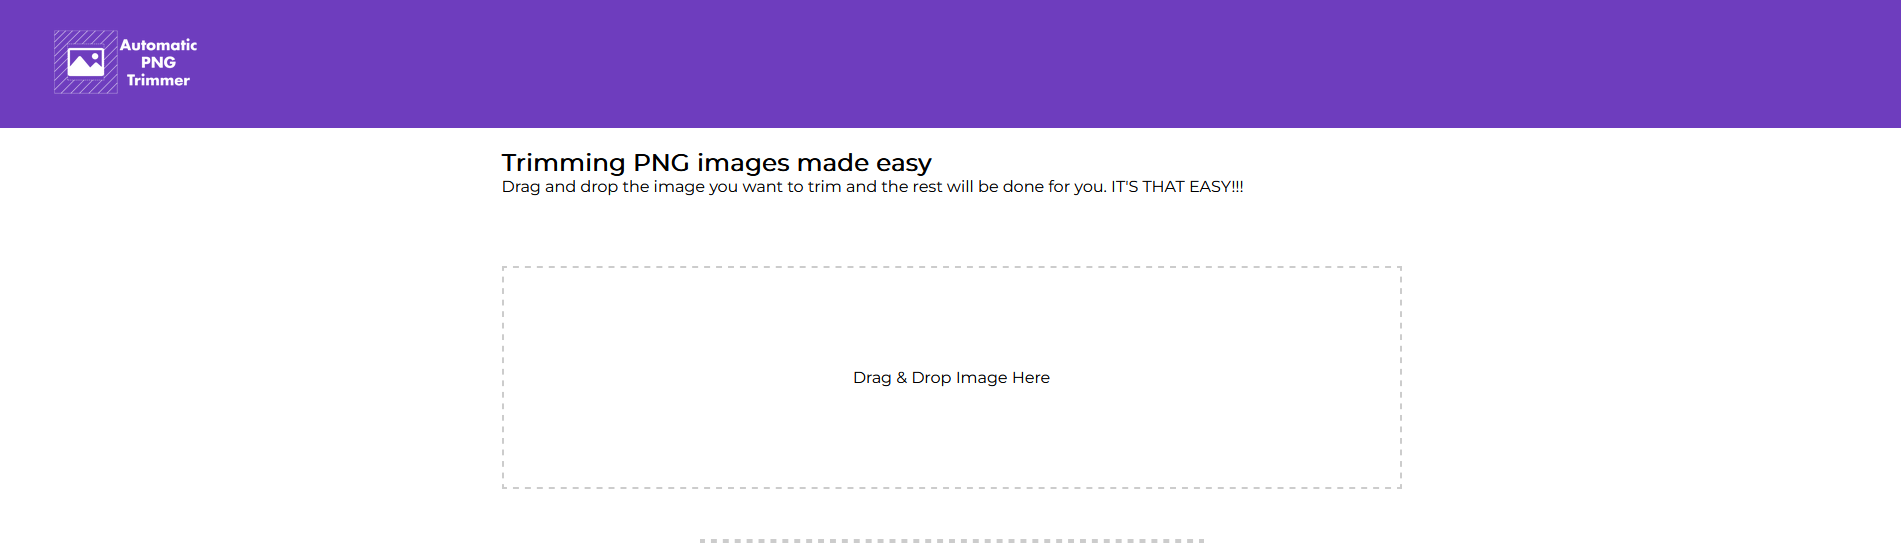 Automatic
PNG
Trimmer
Trimming PNG images made easy
Drag and drop the image you want to trim and the rest will be done for you. IT'S THAT EASY!!!
Drag & Drop Image Here